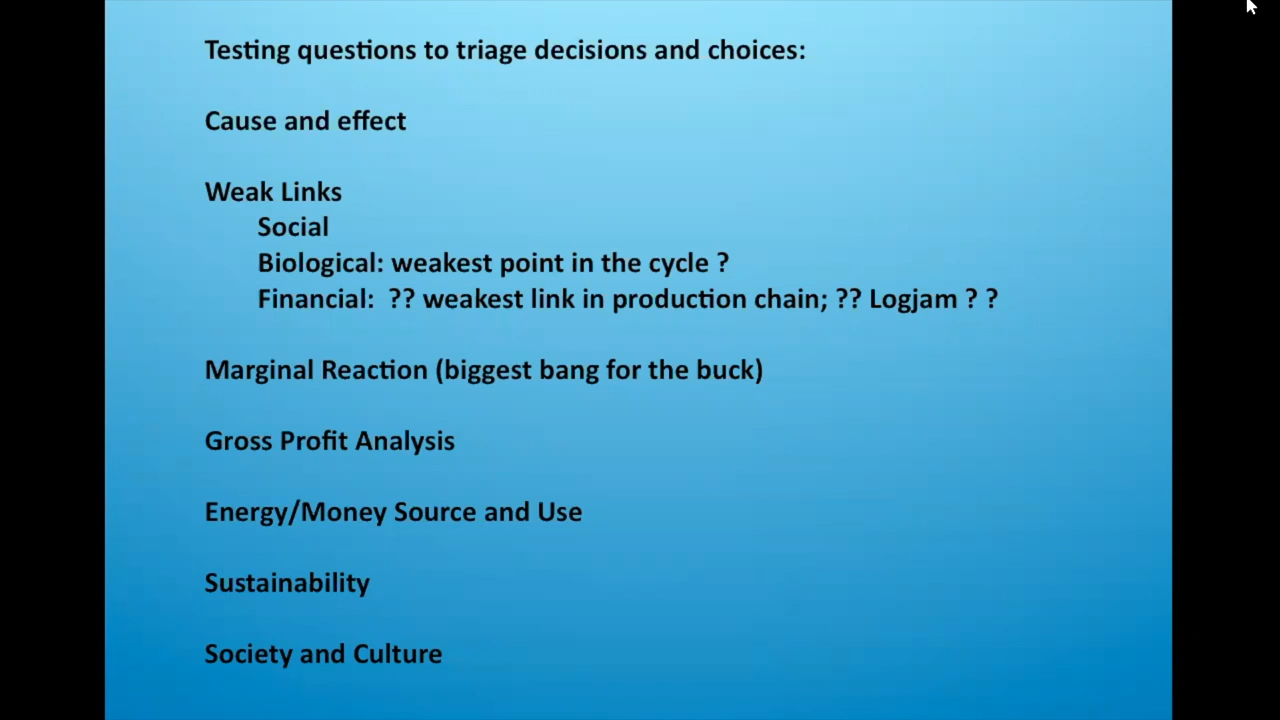 Testing questions to triage decisions and choices:
Cause and effect
Weak Links
Social
Biological: weakest point in the cycle ?
Financial:  ?? weakest link in production chain; ?? Logjam ? ?
Marginal Reaction (biggest bang for the buck)
Gross Profit Analysis
Energy/Money Source and Use
Sustainability
Society and Culture